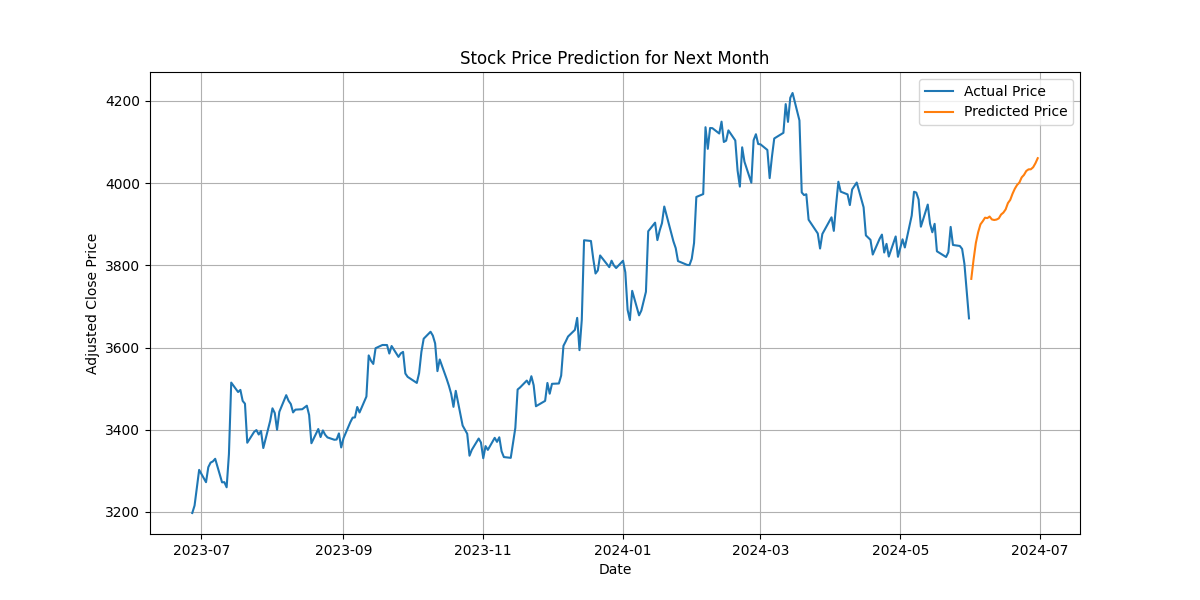 Stock Price Prediction for Next Month
Actual Price
Predicted Price
Adjusted Close Price
4200
4000
3800
3600
3400
3200
2023-07
2023-09
2023-11
2024-01
2024-03
2024-05
2024-07
Date